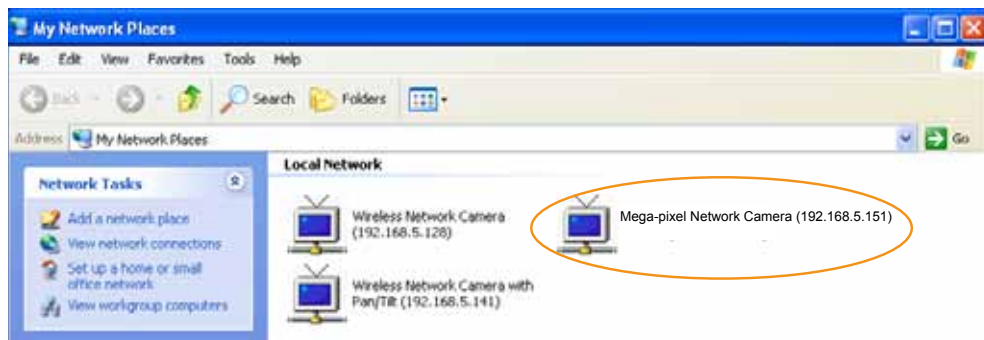 My Network Places
File Edit View Favorites Tools Help
Back Search Folders
Address My Network Places Go
Local Network
Network Tasks
Add a network place
View network connections
Set up a home or small
office network
View workgroup computers
Wireless Network Camera
(192.168.5.128)
Mega-pixel Network Camera (192.168.5.151)
Wireless Network Camera with
Pan/Tilt (192.168.5.141)